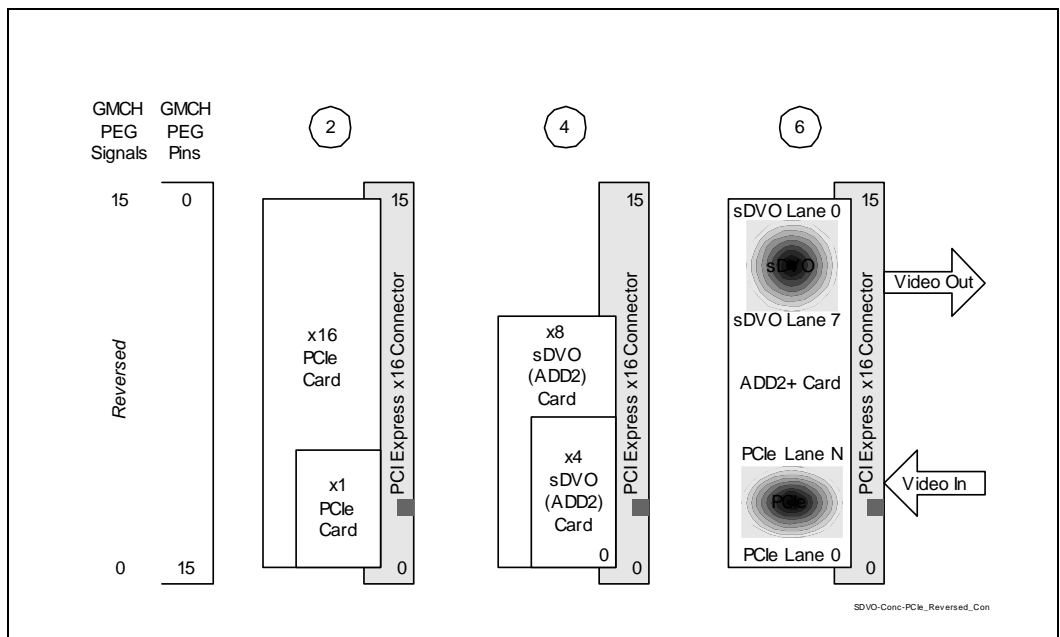 GMCH
PEG
Signals
GMCH
PEG
Pins
2
4
6
15
0
Reversed
0
15
15
x16
PCIe
Card
x1
PCIe
Card
PCI Express x16 Connector
0
15
x8
sDVO
(ADD2)
Card
x4
sDVO
(ADD2)
Card
0
PCI Express x16 Connector
0
sDVO Lane 0
sDVO
sDVO Lane 7
ADD2+ Card
PCIe Lane N
PCIe
PCIe Lane 0
15
PCI Express x16 Connector
0
Video Out
Video In
SDVO-Conc-PCIe_Reversed_Con